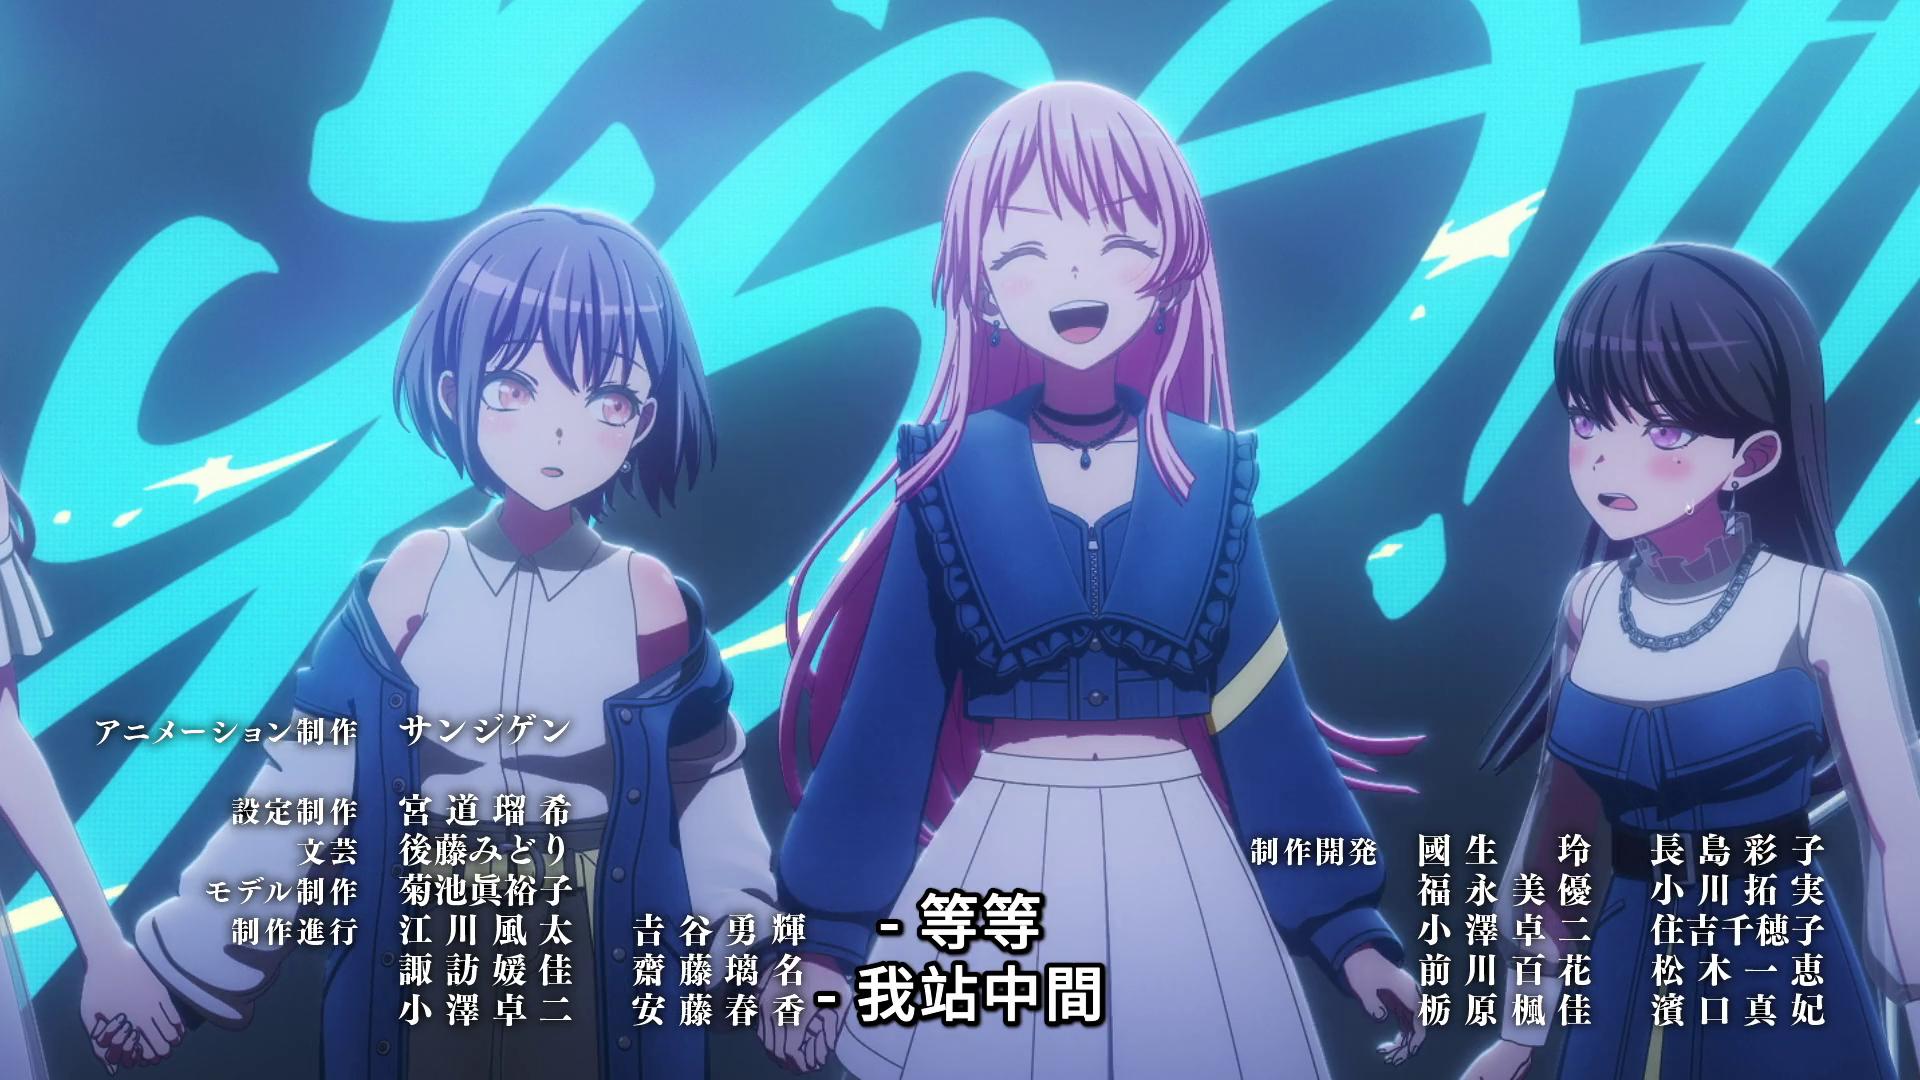 アニメーション制作 サンジゲン
設定制作 宮道瑠希
文芸 後藤みどり
モデル制作 菊池眞裕子
制作進行 江川風太 吉谷勇輝
諏訪媛佳 齋藤璃名
小澤卓二 安藤春香
- 等等
- 我站中間
制作開発 國生玲 長島彩子
福永美優 小川拓実
小澤卓二 住吉千穂子
前川百花 松木一恵
栃原楓佳 濱口真妃